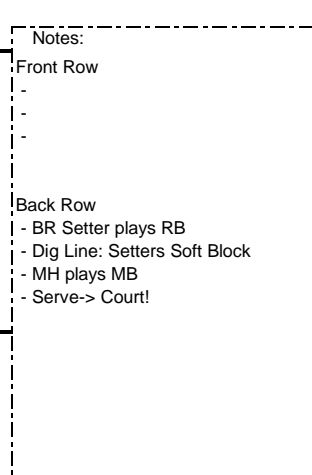 Notes:
Front Row
-
-
-
Back Row
- BR Setter plays RB
- Dig Line: Setters Soft Block
- MH plays MB
- Serve-> Court!